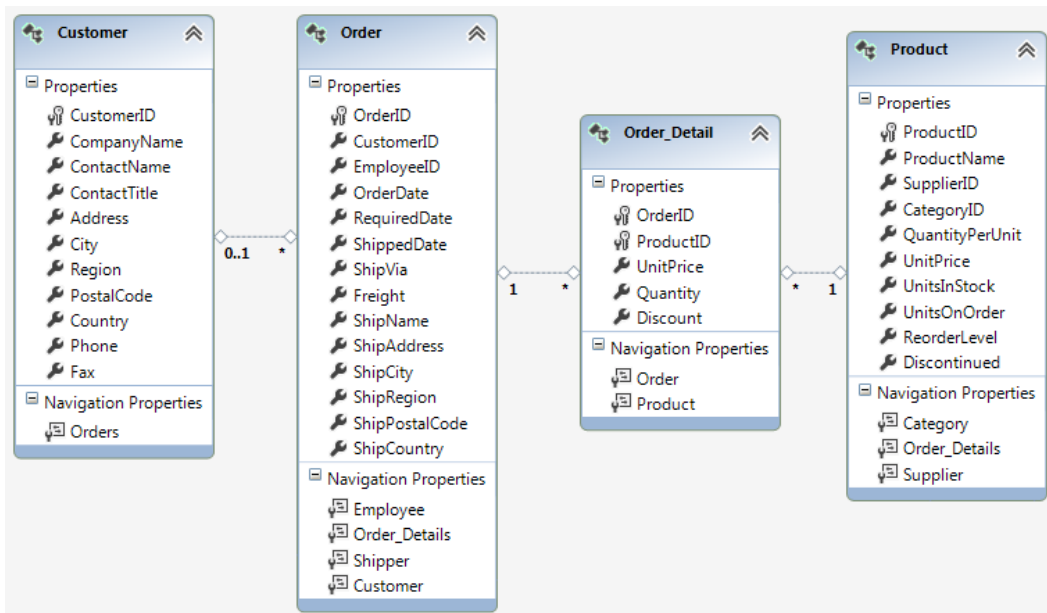 Customer
Properties
CustomerID
CompanyName
ContactName
ContactTitle
Address
City
Region
PostalCode
Country
Phone
Fax
Navigation Properties
Orders
0..1
*
Order
Properties
OrderID
CustomerID
EmployeeID
OrderDate
RequiredDate
ShippedDate
ShipVia
Freight
ShipName
ShipAddress
ShipCity
ShipRegion
ShipPostalCode
ShipCountry
Navigation Properties
Employee
Order_Details
Shipper
Customer
1
*
Order_Detail
Properties
OrderID
ProductID
UnitPrice
Quantity
Discount
Navigation Properties
Order
Product
*
1
Product
Properties
ProductID
ProductName
SupplierID
CategoryID
QuantityPerUnit
UnitPrice
UnitsInStock
UnitsOnOrder
ReorderLevel
Discontinued
Navigation Properties
Category
Order_Details
Supplier